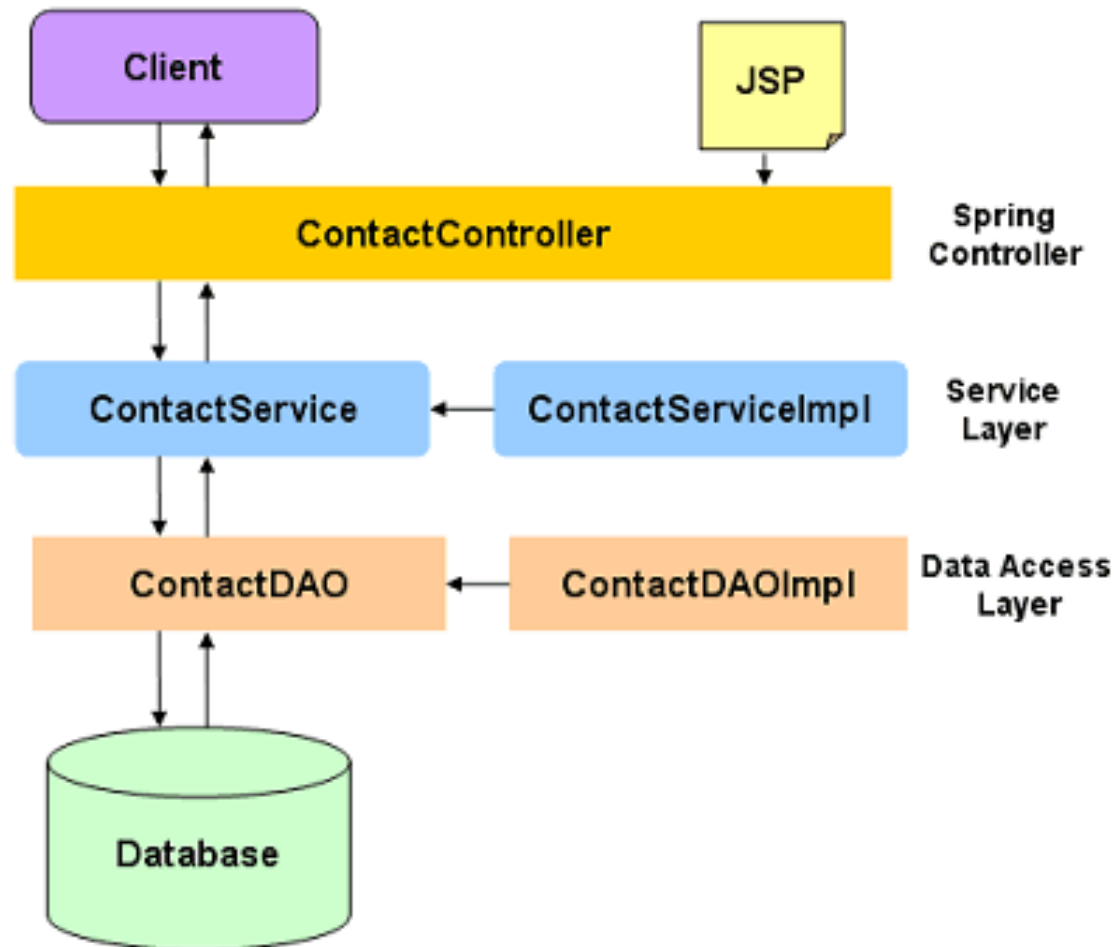 Client
JSP
ContactController
Spring
Controller
ContactService
ContactServiceImpl
Service
Layer
ContactDAO
ContactDAOImpl
Data Access
Layer
Database